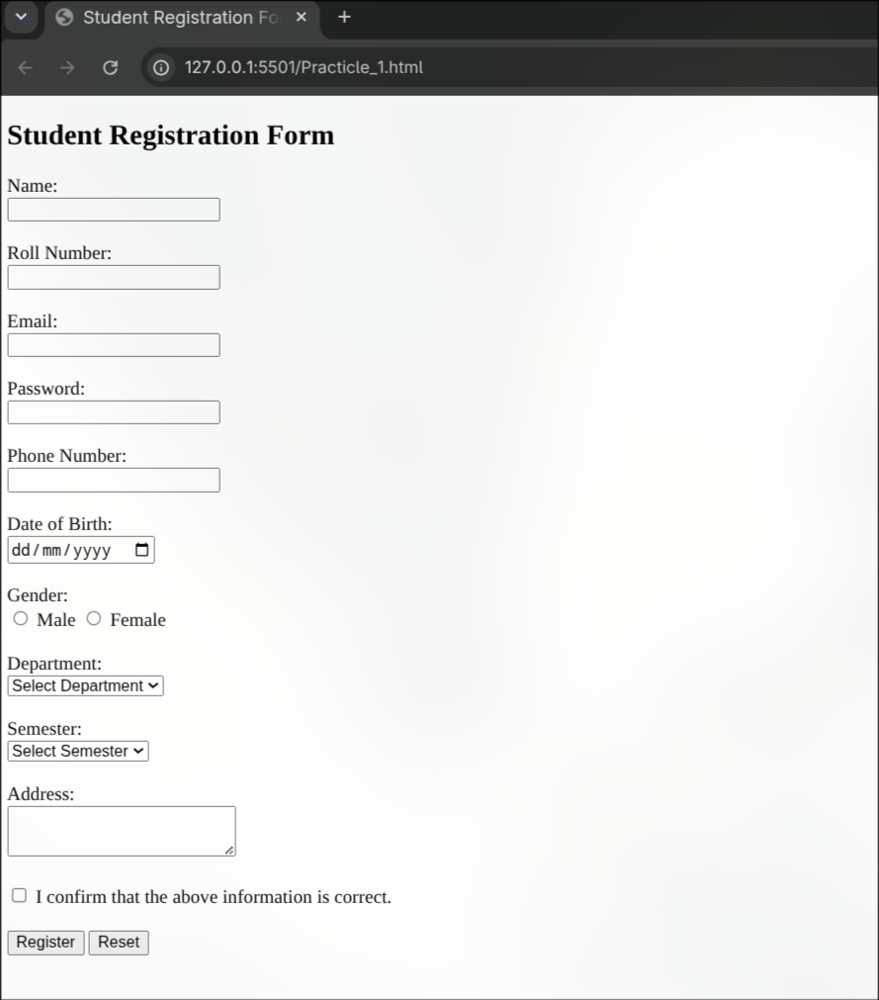 Student Registration Fo
127.0.0.1:5501/Practicle_1.html
Student Registration Form
Name:
Roll Number:
Email:
Password:
Phone Number:
Date of Birth:
dd/mm/yyyy
Gender:
Male Female
Department:
Select Department
Semester:
Select Semester
Address:
I confirm that the above information is correct.
Register Reset